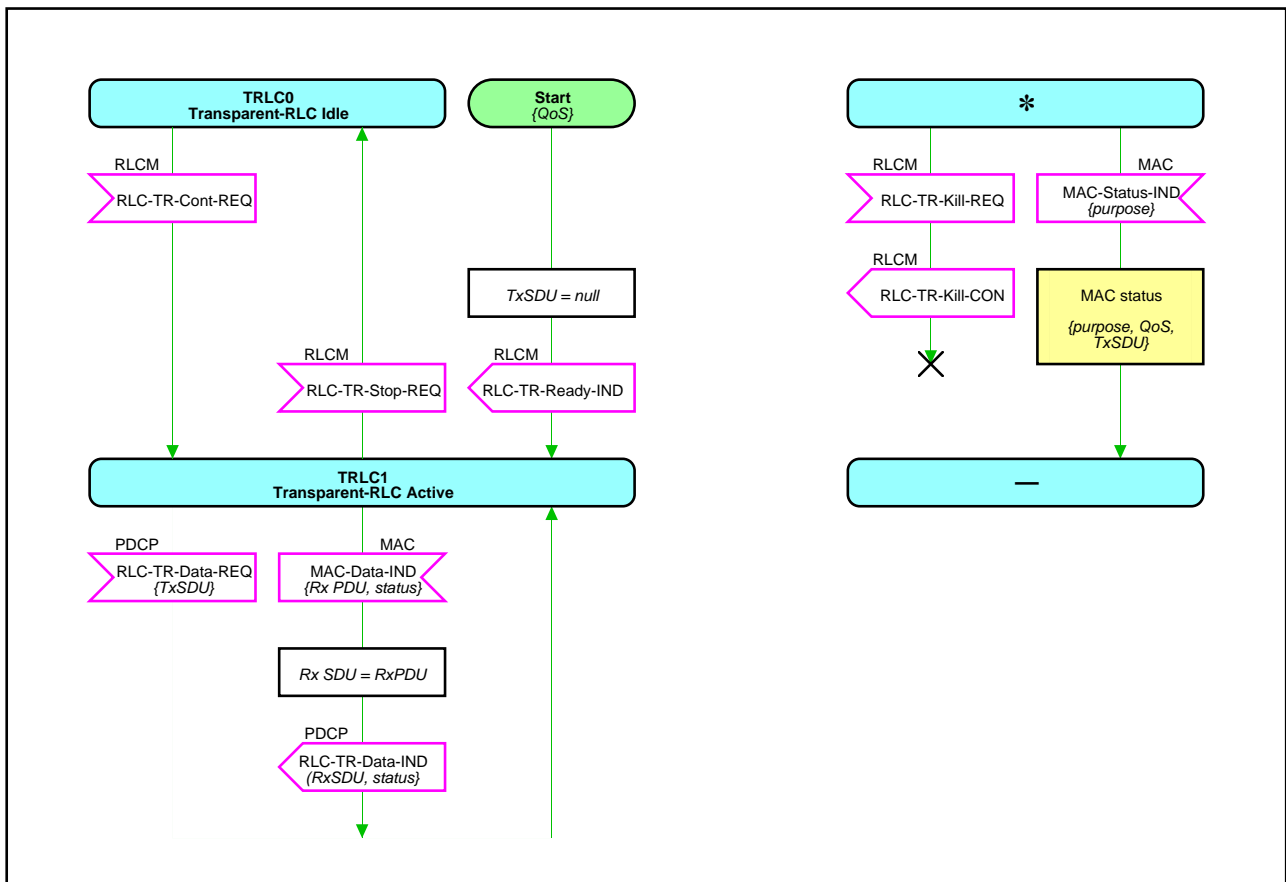 TRLC0
Transparent-RLC Idle
Start
{QoS}
*
RLCM
RLC-TR-Cont-REQ
RLCM
RLC-TR-Kill-REQ
MAC
MAC-Status-IND
{purpose}
TxSDU = null
RLCM
RLC-TR-Kill-CON
MAC status
{purpose, QoS,
TxSDU}
RLCM
RLC-TR-Stop-REQ
RLCM
RLC-TR-Ready-IND
TRLC1
Transparent-RLC Active
—
PDCP
RLC-TR-Data-REQ
{TxSDU}
MAC
MAC-Data-IND
{Rx PDU, status}
Rx SDU = RxPDU
PDCP
RLC-TR-Data-IND
(RxSDU, status}